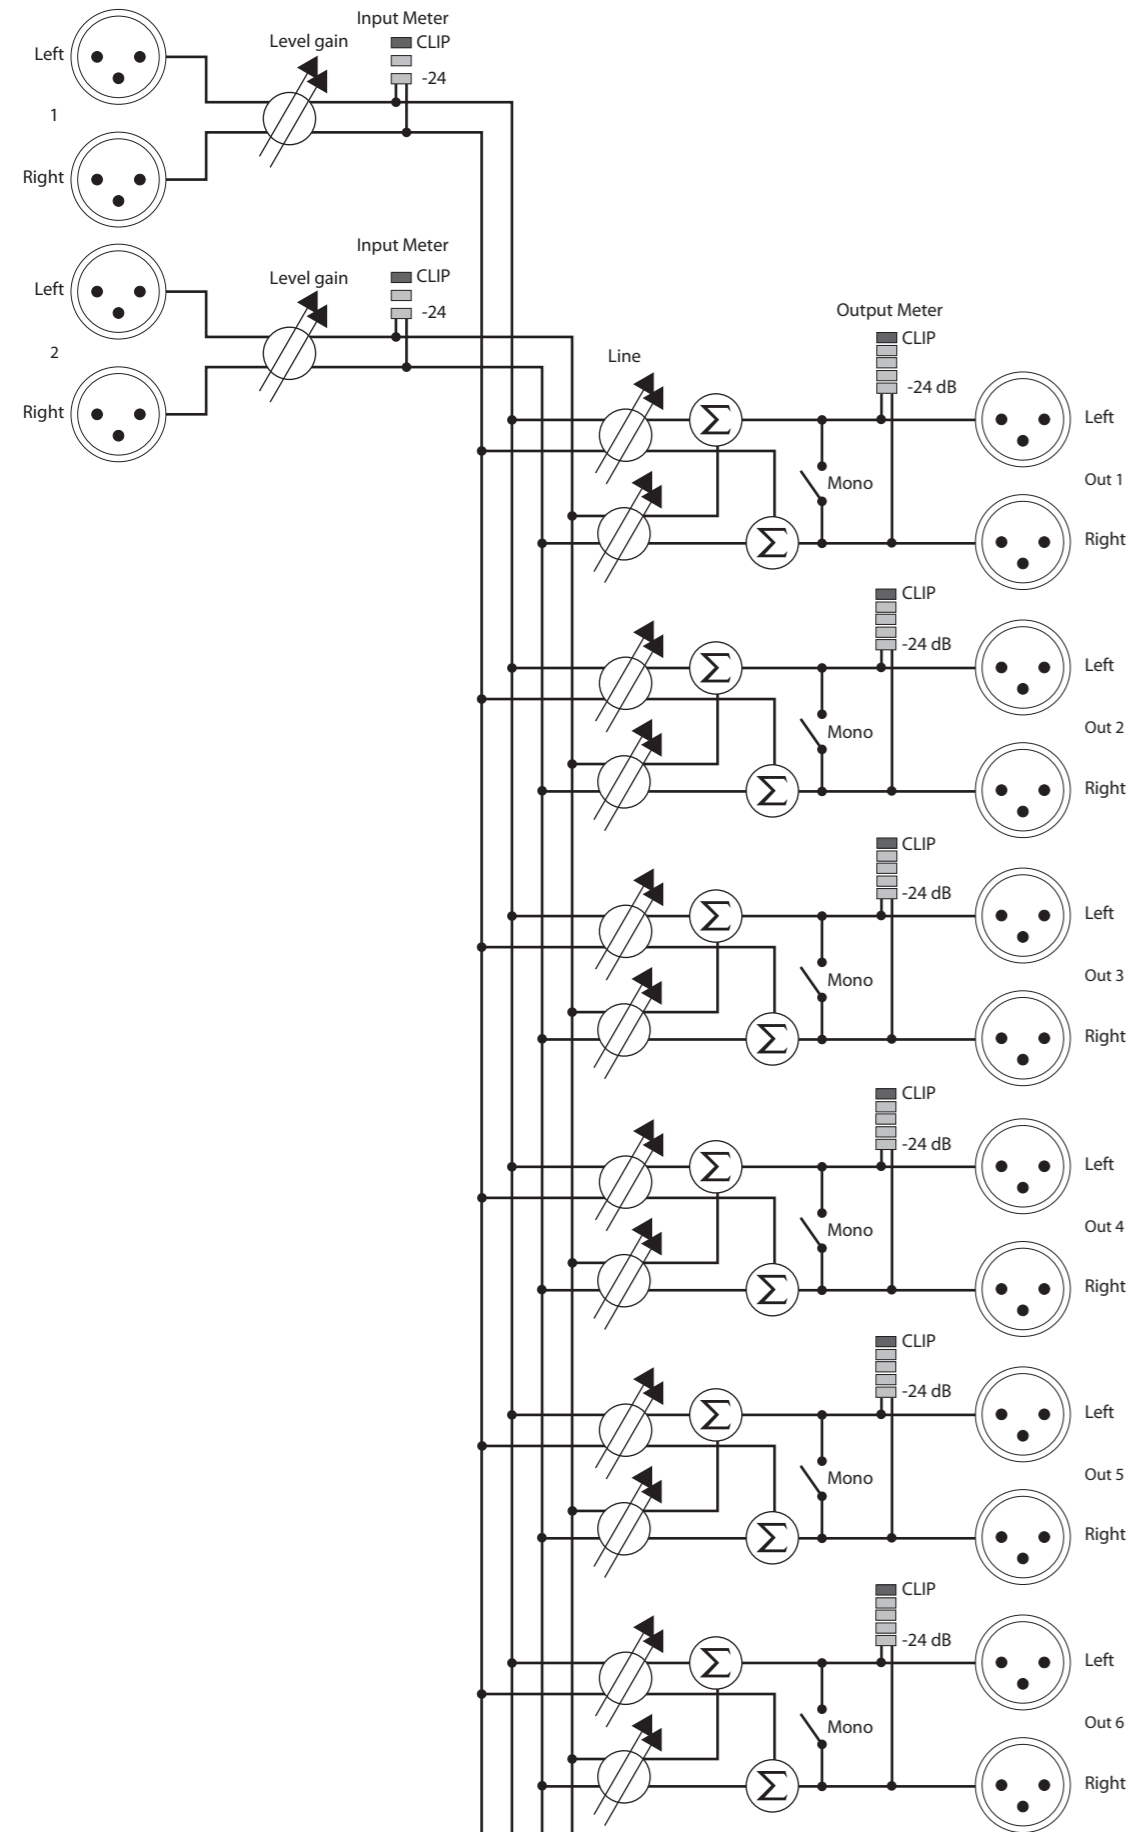 Input Meter
Level gain
CLIP
Left
-24
1
Right
Input Meter
Level gain
CLIP
Left
-24
2
Right
Output Meter
CLIP
Line
-24 dB
Left
Out 1
Mono
Right
CLIP
-24 dB
Left
Out 2
Mono
Right
CLIP
-24 dB
Left
Out 3
Mono
Right
CLIP
-24 dB
Left
Out 4
Mono
Right
CLIP
-24 dB
Left
Out 5
Mono
Right
CLIP
-24 dB
Left
Out 6
Mono
Right